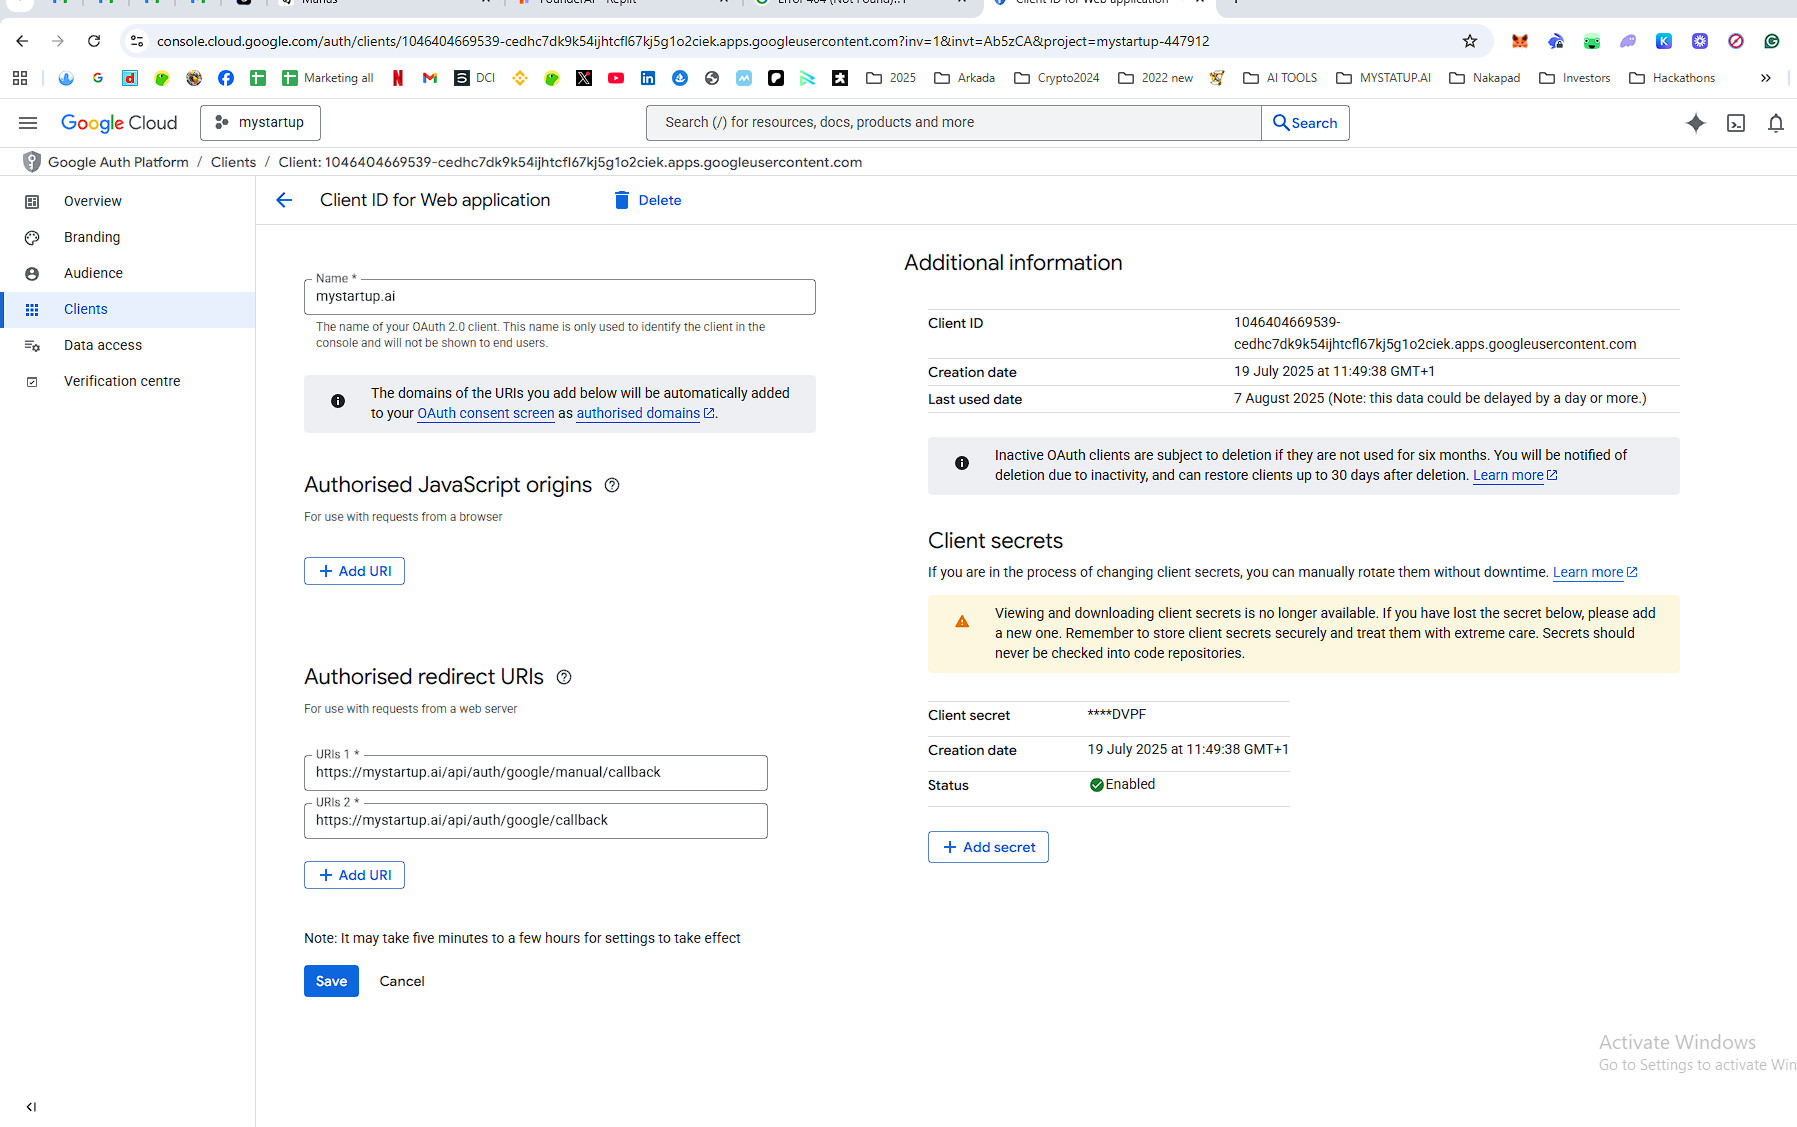 Manus
FounderAI - Replit
Error 404 (Not Found)!!1
Client ID for Web application
console.cloud.google.com/auth/clients/1046404669539-cedhc7dk9k54ijhtcfl67kj5g1o2ciek.apps.googleusercontent.com?inv=1&invt=Ab5zCA&project=mystartup-447912
Marketing all
DCI
2025
Arkada
Crypto2024
2022 new
AI TOOLS
MYSTATUP.AI
Nakapad
Investors
Hackathons
Google Cloud
mystartup
Search (/) for resources, docs, products and more
Search
Google Auth Platform / Clients / Client: 1046404669539-cedhc7dk9k54ijhtcfl67kj5g1o2ciek.apps.googleusercontent.com
Overview
Branding
Audience
Clients
Data access
Verification centre
Client ID for Web application
Delete
Name *
mystartup.ai
The name of your OAuth 2.0 client. This name is only used to identify the client in the
console and will not be shown to end users.
The domains of the URIs you add below will be automatically added
to your OAuth consent screen as authorised domains.
Authorised JavaScript origins
For use with requests from a browser
+ Add URI
Authorised redirect URIs
For use with requests from a web server
URIs 1 *
https://mystartup.ai/api/auth/google/manual/callback
URIs 2 *
https://mystartup.ai/api/auth/google/callback
+ Add URI
Note: It may take five minutes to a few hours for settings to take effect
Save
Cancel
Additional information
Client ID
1046404669539-
cedhc7dk9k54ijhtcfl67kj5g1o2ciek.apps.googleusercontent.com
Creation date
19 July 2025 at 11:49:38 GMT+1
Last used date
7 August 2025 (Note: this data could be delayed by a day or more.)
Inactive OAuth clients are subject to deletion if they are not used for six months. You will be notified of
deletion due to inactivity, and can restore clients up to 30 days after deletion. Learn more
Client secrets
If you are in the process of changing client secrets, you can manually rotate them without downtime. Learn more
Viewing and downloading client secrets is no longer available. If you have lost the secret below, please add
a new one. Remember to store client secrets securely and treat them with extreme care. Secrets should
never be checked into code repositories.
Client secret
****DVPF
Creation date
19 July 2025 at 11:49:38 GMT+1
Status
Enabled
+ Add secret
Activate Windows
Go to Settings to activate Win